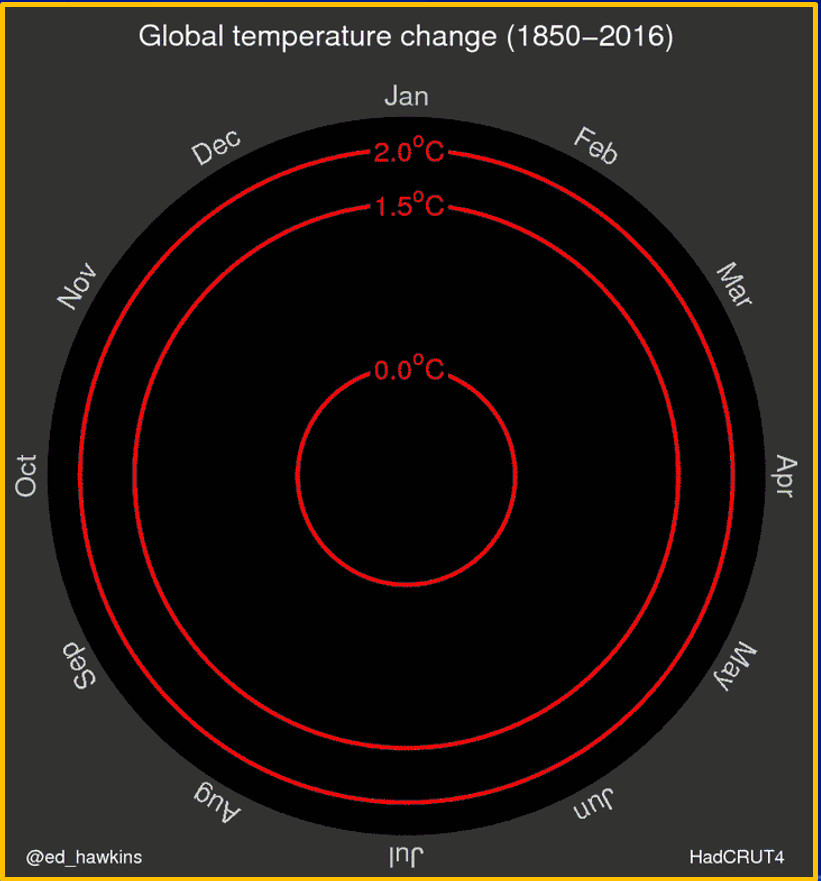 Global temperature change (1850–2016)
Jan
Feb
Mar
Apr
May
Jun
Jul
Aug
Sep
Oct
Nov
Dec
2.0°C
1.5°C
0.0°C
@ed_hawkins
HadCRUT4